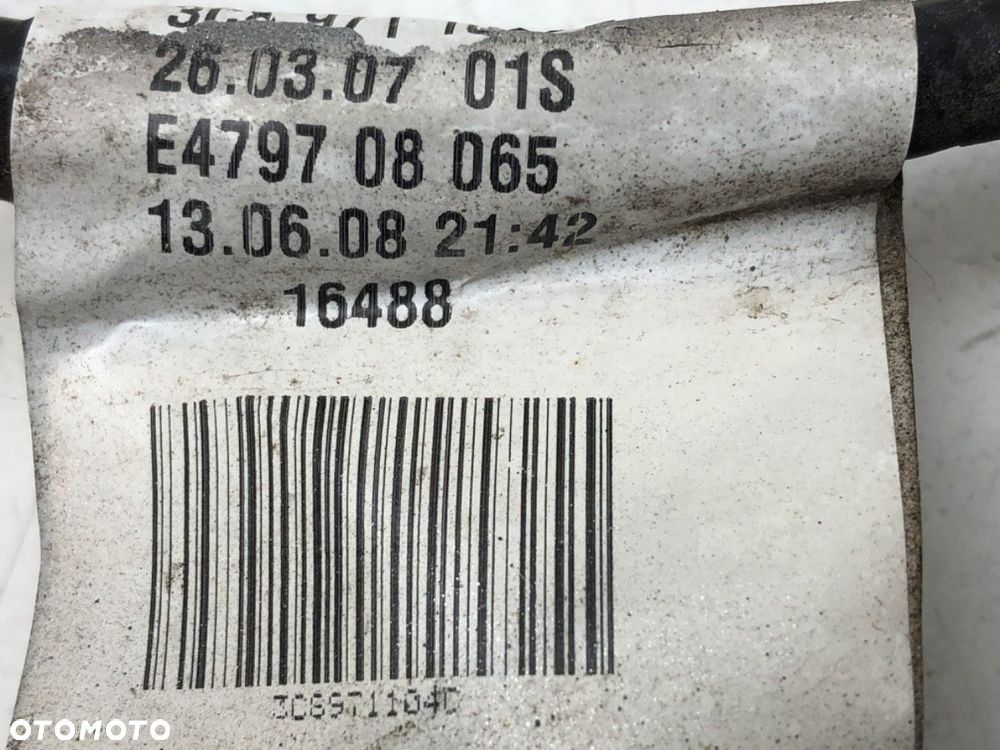 26.03.07 01S
E4797 08 065
13.06.08 21:42
16488
3C8971104C
OTOMOTO